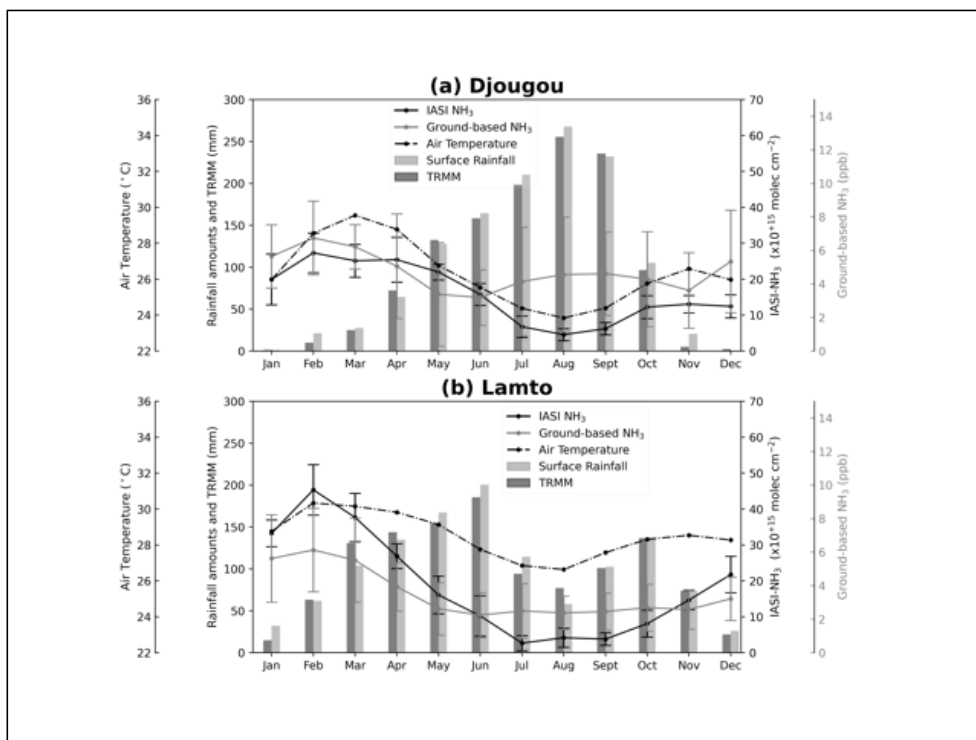 (a) Djougou
36
34
32
30
28
26
24
22
Air Temperature (°C)
300
250
200
150
100
50
0
Rainfall amounts and TRMM (mm)
IASI NH₃
Ground-based NH₃
Air Temperature
Surface Rainfall
TRMM
70
60
50
40
30
20
10
0
IASI-NH₃ (x10⁺¹⁵ molec cm⁻²)
14
12
10
8
6
4
2
0
Ground-based NH₃ (ppb)
Jan Feb Mar Apr May Jun Jul Aug Sept Oct Nov Dec
(b) Lamto
36
34
32
30
28
26
24
22
Air Temperature (°C)
300
250
200
150
100
50
0
Rainfall amounts and TRMM (mm)
IASI NH₃
Ground-based NH₃
Air Temperature
Surface Rainfall
TRMM
70
60
50
40
30
20
10
0
IASI-NH₃ (x10⁺¹⁵ molec cm⁻²)
14
12
10
8
6
4
2
0
Ground-based NH₃ (ppb)
Jan Feb Mar Apr May Jun Jul Aug Sept Oct Nov Dec